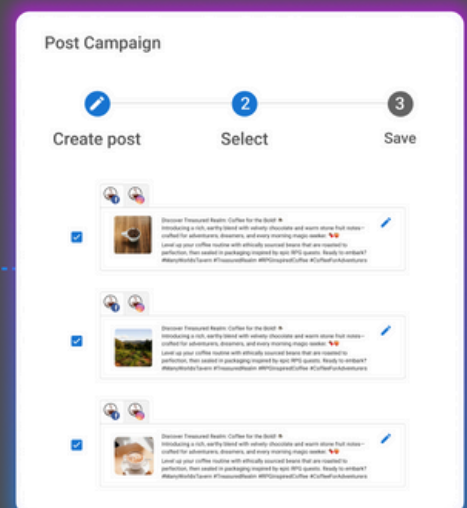 Post Campaign
2
3
Create post
Select
Save
Discover Treasured Realm: Coffee for the Bold! ☕
Introducing a rich, earthy blend with velvety chocolate and warm stone fruit notes—
crafted for adventurers, dreamers, and every morning magic seeker.
Level up your coffee routine with ethically sourced beans that are roasted to
perfection, then sealed in packaging inspired by epic RPG quests. Ready to embark?
#ManyWorldsTavern #TreasuredRealm #RPGInspiredCoffee #CoffeeForAdventurers
Discover Treasured Realm: Coffee for the Bold! ☕
Introducing a rich, earthy blend with velvety chocolate and warm stone fruit notes—
crafted for adventurers, dreamers, and every morning magic seeker.
Level up your coffee routine with ethically sourced beans that are roasted to
perfection, then sealed in packaging inspired by epic RPG quests. Ready to embark?
#ManyWorldsTavern #TreasuredRealm #RPGInspiredCoffee #CoffeeForAdventurers
Discover Treasured Realm: Coffee for the Bold! ☕
Introducing a rich, earthy blend with velvety chocolate and warm stone fruit notes—
crafted for adventurers, dreamers, and every morning magic seeker.
Level up your coffee routine with ethically sourced beans that are roasted to
perfection, then sealed in packaging inspired by epic RPG quests. Ready to embark?
#ManyWorldsTavern #TreasuredRealm #RPGInspiredCoffee #CoffeeForAdventurers